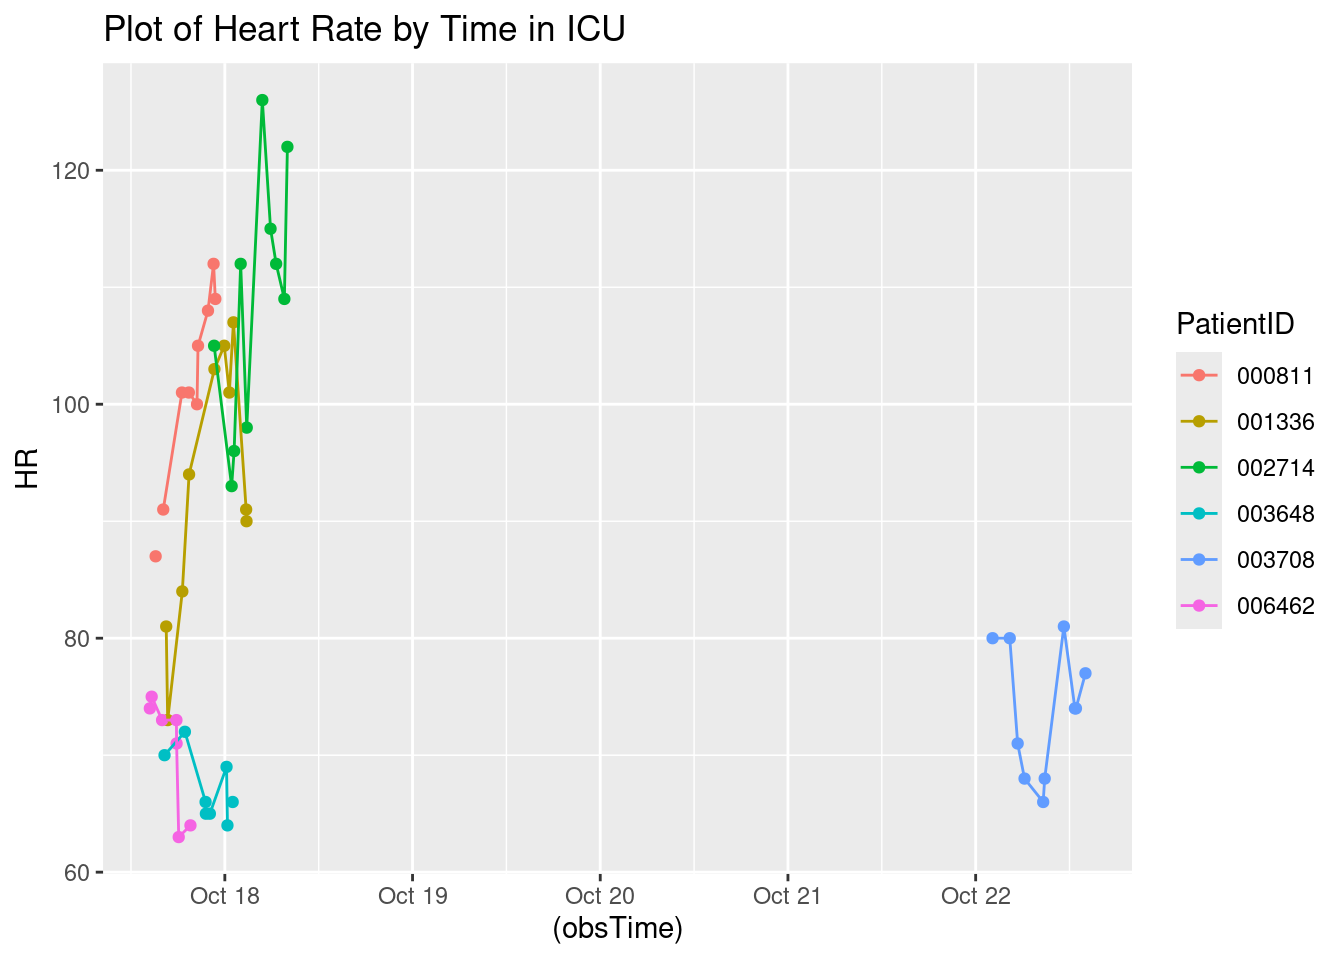 Plot of Heart Rate by Time in ICU
120
100
80
60
HR
Oct 18
Oct 19
Oct 20
Oct 21
Oct 22
(obsTime)
PatientID
000811
001336
002714
003648
003708
006462